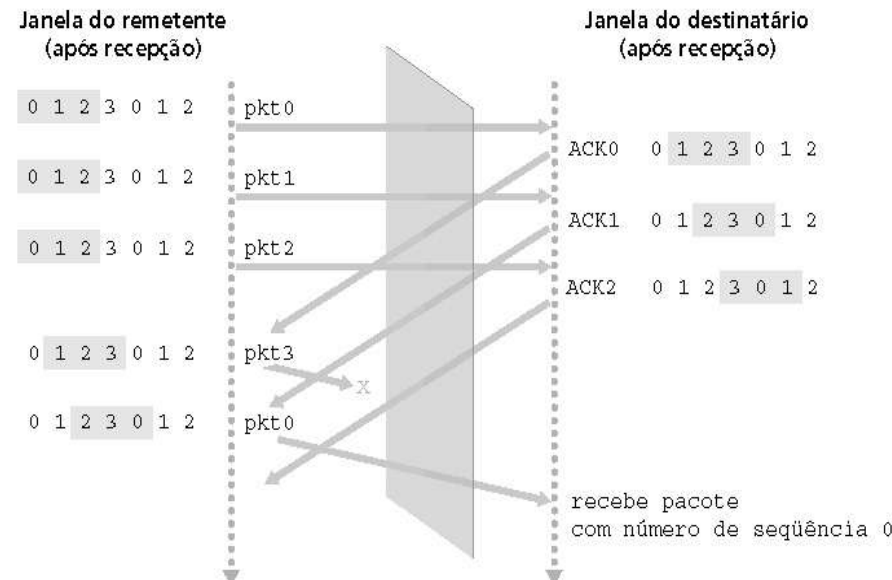 Janela do remetente
(após recepção)
Janela do destinatário
(após recepção)
0 1 2 3 0 1 2
pkt0
ACK0
0 1 2 3 0 1 2
0 1 2 3 0 1 2
pkt1
ACK1
0 1 2 3 0 1 2
0 1 2 3 0 1 2
pkt2
ACK2
0 1 2 3 0 1 2
0 1 2 3 0 1 2
pkt3
x
0 1 2 3 0 1 2
pkt0
recebe pacote
com número de seqüência 0